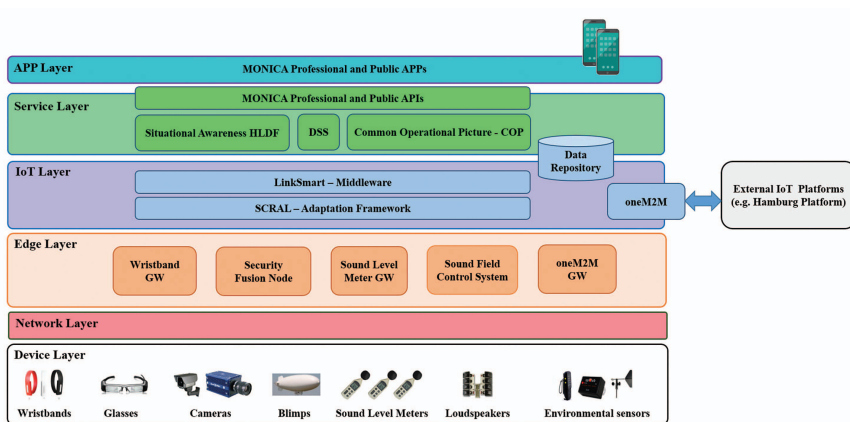 APP Layer
MONICA Professional and Public APPs
Service Layer
MONICA Professional and Public APIs
Situational Awareness HLDF
DSS
Common Operational Picture - COP
Data
Repository
IoT Layer
LinkSmart – Middleware
SCRAL – Adaptation Framework
oneM2M
External IoT Platforms
(e.g. Hamburg Platform)
Edge Layer
Wristband
GW
Security
Fusion Node
Sound Level
Meter GW
Sound Field
Control System
oneM2M
GW
Network Layer
Device Layer
Wristbands
Glasses
Cameras
Blimps
Sound Level Meters
Loudspeakers
Environmental sensors